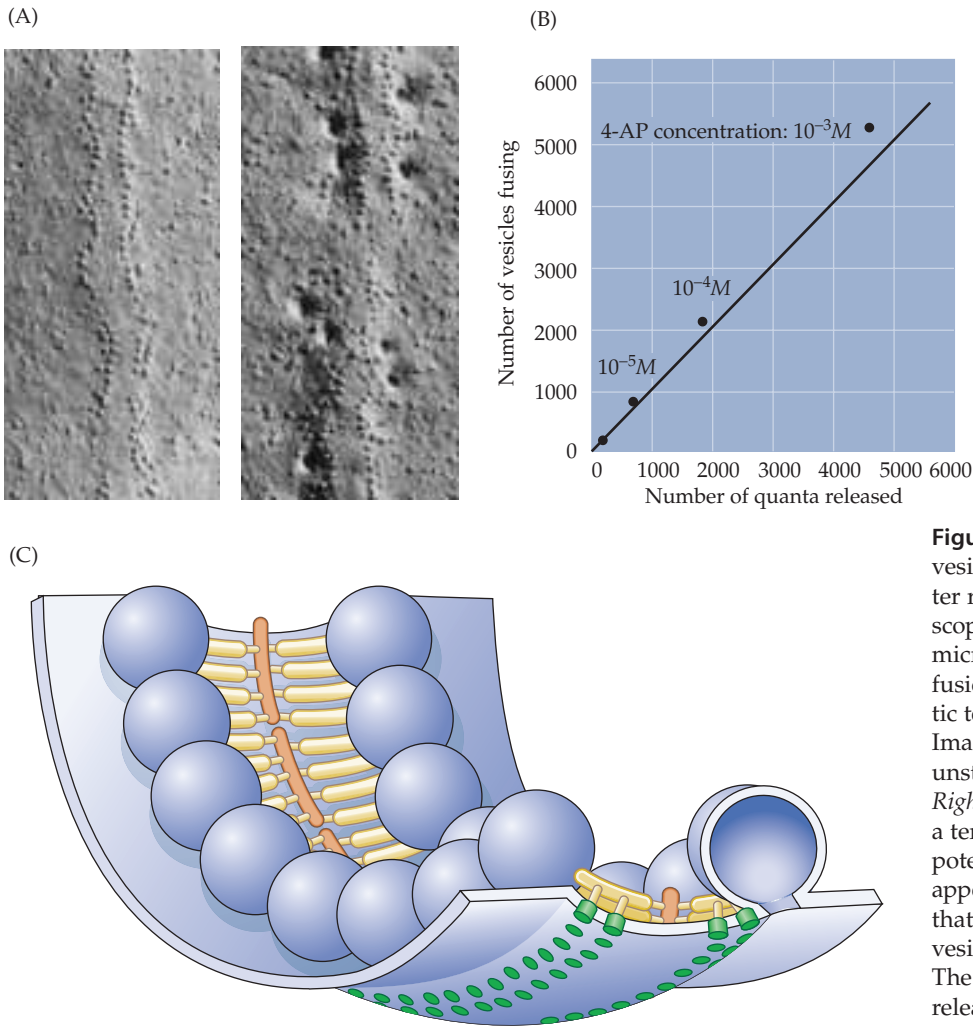 (A)
(B)
6000
5000
4000
3000
2000
1000
0
Number of vesicles fusing
4-AP concentration: 10⁻³M
10⁻⁴M
10⁻⁵M
0 1000 2000 3000 4000 5000 6000
Number of quanta released
(C)
Figu
vesi
ter r
scop
micr
fusi
tic t
Ima
unst
Righ
a ter
pote
appe
that
vesi
The
relea